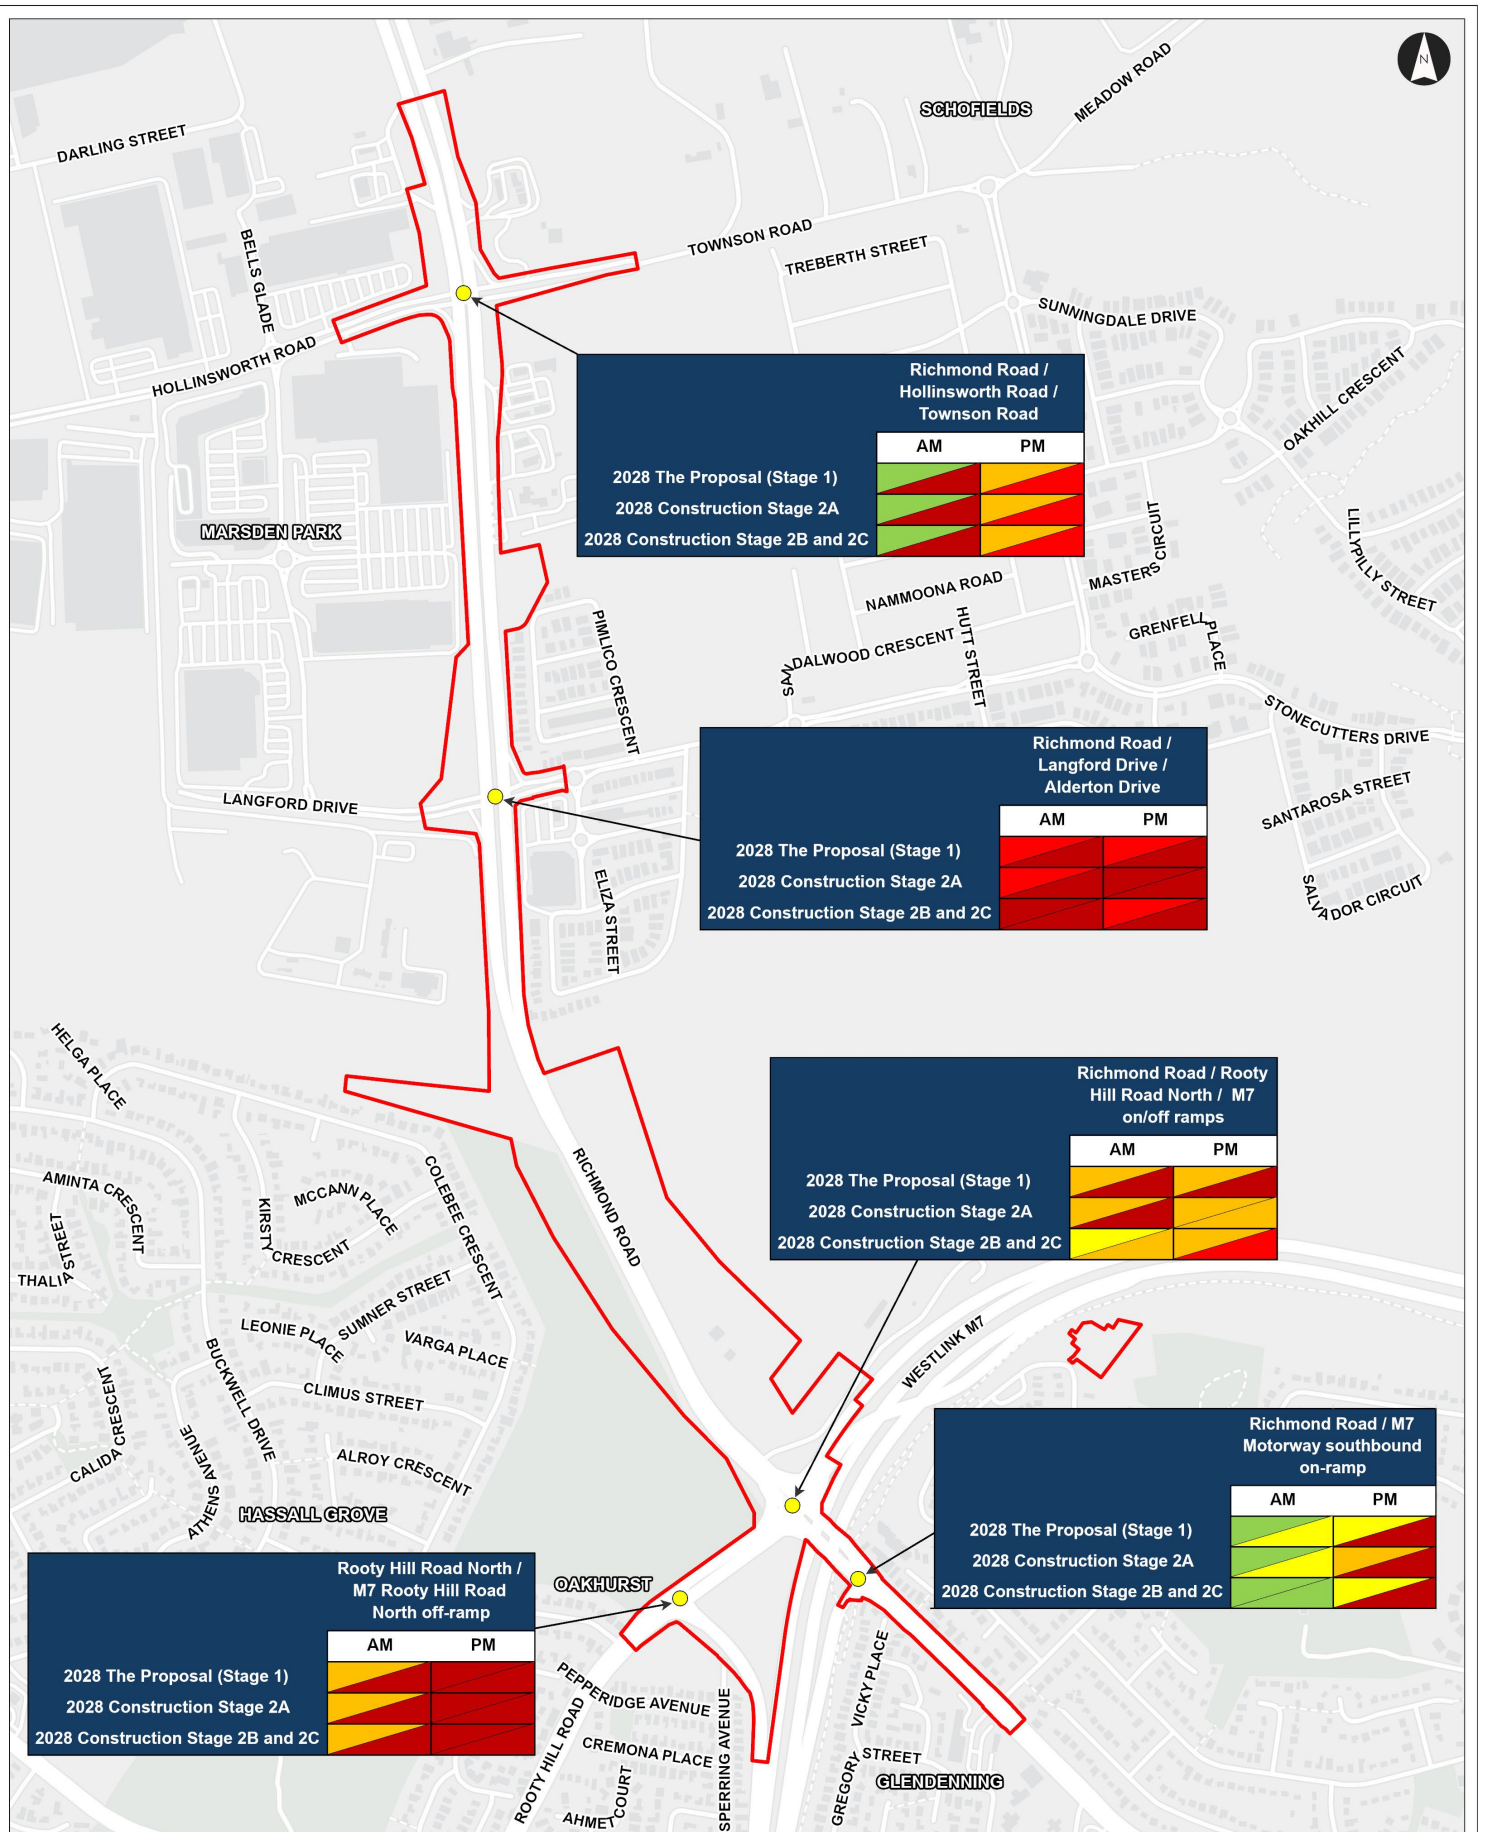 N
SCHOFIELDS
MEADOW ROAD
DARLING STREET
BELLS GLADE
TOWNSON ROAD
TREBERTH STREET
SUNNINGDALE DRIVE
HOLLINSWORTH ROAD
OAKHILL CRESCENT
Richmond Road /
Hollinsworth Road /
Townson Road
AM PM
2028 The Proposal (Stage 1)
2028 Construction Stage 2A
2028 Construction Stage 2B and 2C
MARSDEN PARK
MASTERS CIRCUIT
LILLYPILLY STREET
NAMMOONA ROAD
PIMLICO CRESCENT
HUTT STREET
GRENFELL PLACE
DALWOOD CRESCENT
STONECUTTERS DRIVE
LANGFORD DRIVE
Richmond Road /
Langford Drive /
Alderton Drive
AM PM
2028 The Proposal (Stage 1)
2028 Construction Stage 2A
2028 Construction Stage 2B and 2C
SANTAROSA STREET
SALVADOR CIRCUIT
ELIZA STREET
HELGA PLACE
Richmond Road / Rooty
Hill Road North / M7
on/off ramps
AM PM
2028 The Proposal (Stage 1)
2028 Construction Stage 2A
2028 Construction Stage 2B and 2C
RICHMOND ROAD
COLEBEE CRESCENT
AMINTA CRESCENT
MCCANN PLACE
KIRSTY CRESCENT
THALIA STREET
SUMNER STREET
LEONIE PLACE
VARGA PLACE
BUCKWELL DRIVE
WESTLINK M7
CLIMUS STREET
CALIDA CRESCENT
ATHENS AVENUE
ALROY CRESCENT
HASSALL GROVE
Richmond Road / M7
Motorway southbound
on-ramp
AM PM
2028 The Proposal (Stage 1)
2028 Construction Stage 2A
2028 Construction Stage 2B and 2C
OAKHURST
Rooty Hill Road North /
M7 Rooty Hill Road
North off-ramp
AM PM
2028 The Proposal (Stage 1)
2028 Construction Stage 2A
2028 Construction Stage 2B and 2C
PEPPERIDGE AVENUE
ROOTY HILL ROAD
CREMONA PLACE
SPERRING AVENUE
VICKY PLACE
GREGORY STREET
GLENDENNING
AHMET COURT